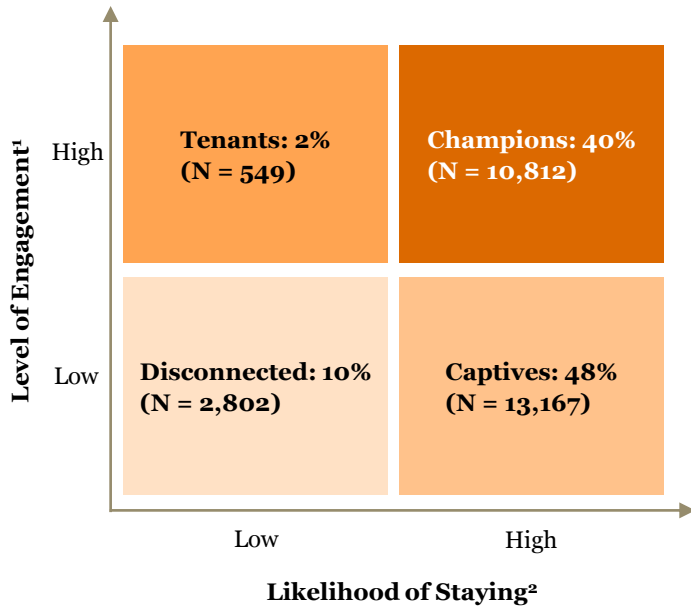 Level of Engagement¹
High
Low
Tenants: 2%
(N = 549)
Champions: 40%
(N = 10,812)
Disconnected: 10%
(N = 2,802)
Captives: 48%
(N = 13,167)
Low
High
Likelihood of Staying²